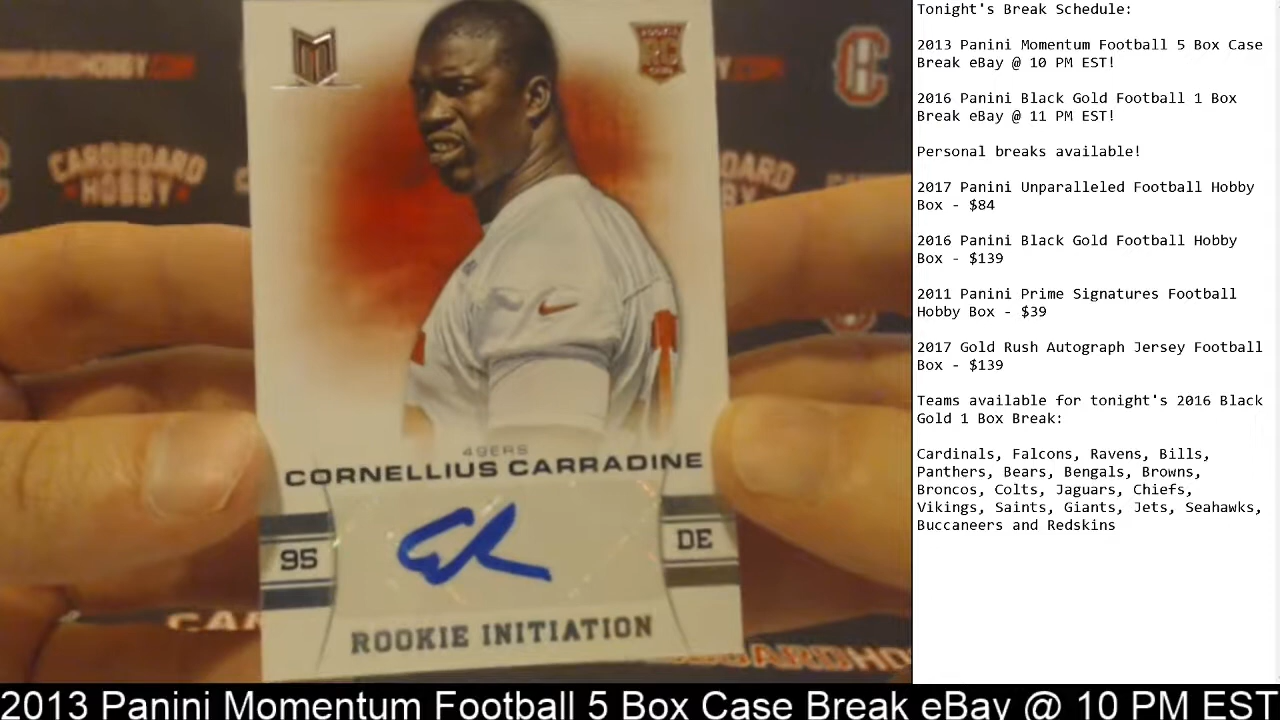 CARDBOARD
HOBBY
49ERS
CORNELLIUS CARRADINE
95
DE
ROOKIE INITIATION
Tonight's Break Schedule:
2013 Panini Momentum Football 5 Box Case
Break eBay @ 10 PM EST!
2016 Panini Black Gold Football 1 Box
Break eBay @ 11 PM EST!
Personal breaks available!
2017 Panini Unparalleled Football Hobby
Box - $84
2016 Panini Black Gold Football Hobby
Box - $139
2011 Panini Prime Signatures Football
Hobby Box - $39
2017 Gold Rush Autograph Jersey Football
Box - $139
Teams available for tonight's 2016 Black
Gold 1 Box Break:
Cardinals, Falcons, Ravens, Bills,
Panthers, Bears, Bengals, Browns,
Broncos, Colts, Jaguars, Chiefs,
Vikings, Saints, Giants, Jets, Seahawks,
Buccaneers and Redskins
2013 Panini Momentum Football 5 Box Case Break eBay @ 10 PM EST